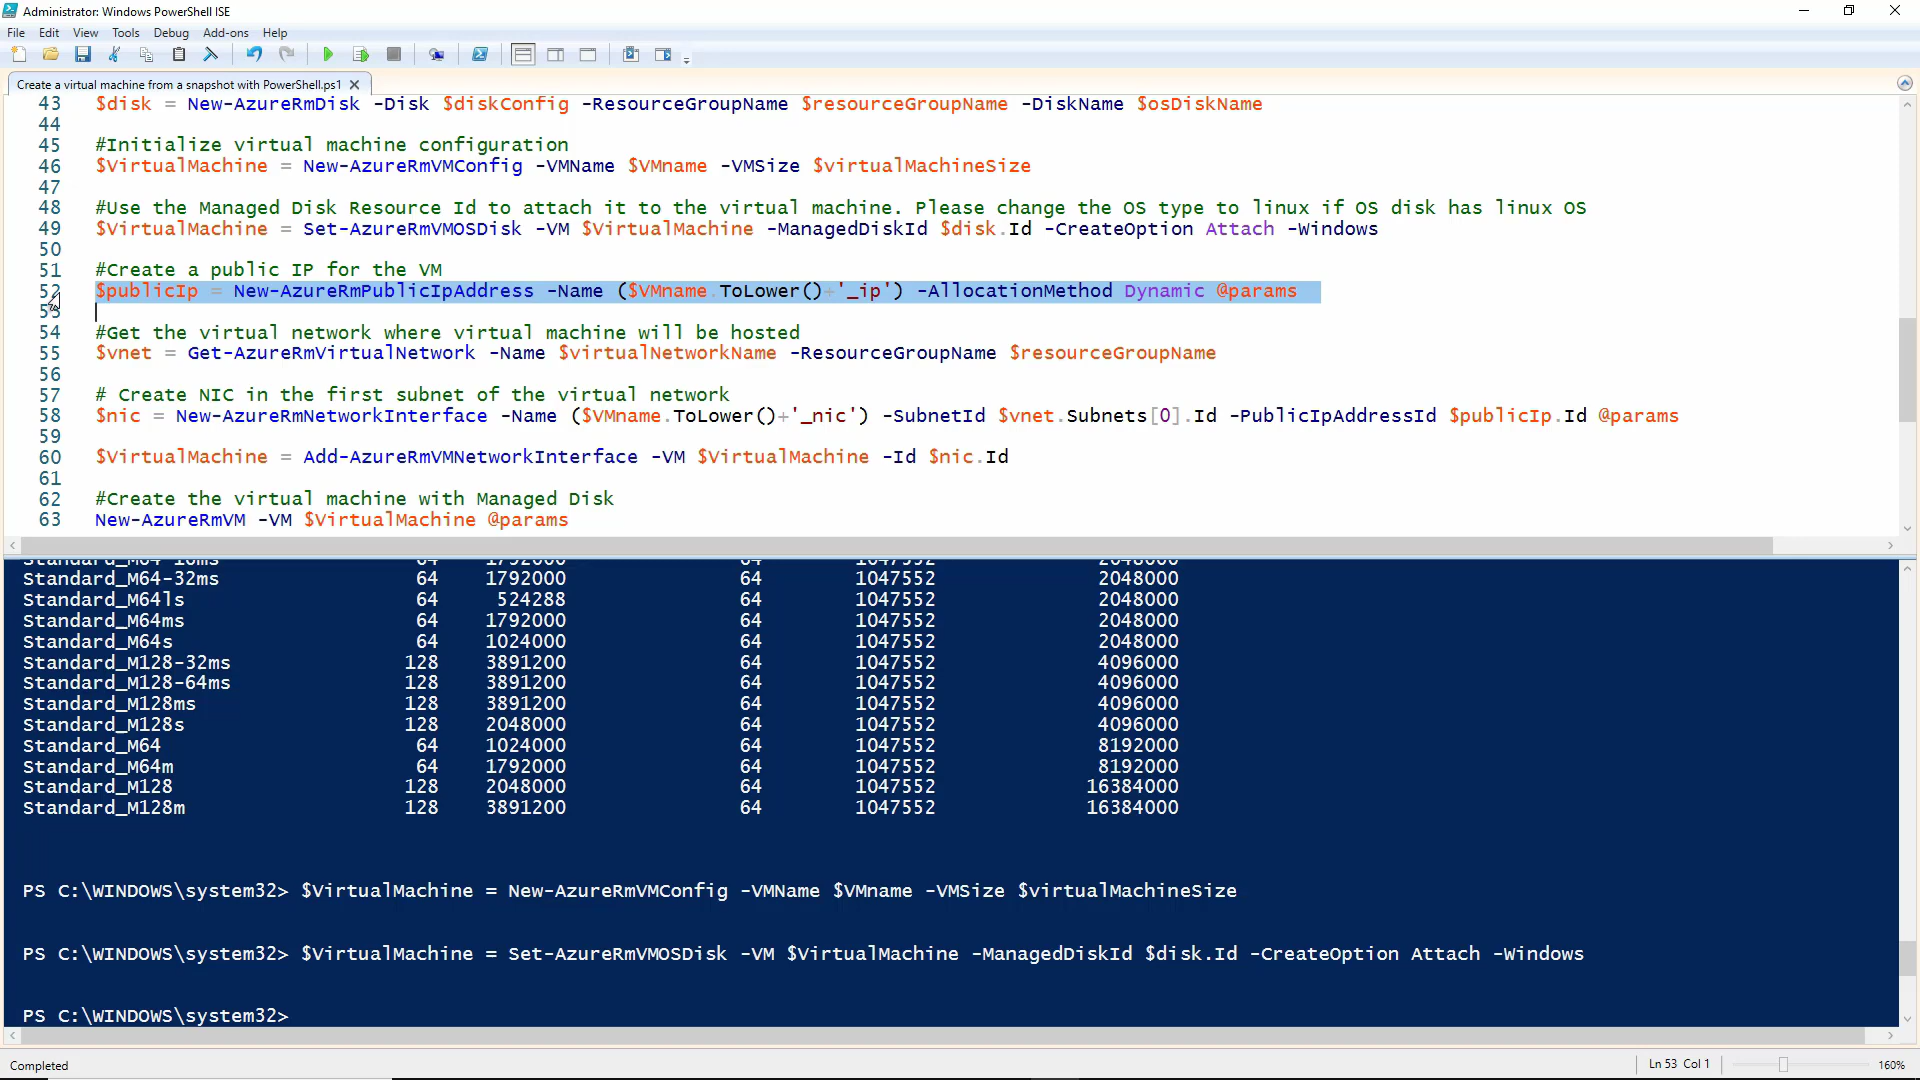 Administrator: Windows PowerShell ISE
File Edit View Tools Debug Add-ons Help
Create a virtual machine from a snapshot with PowerShell.ps1
43 $disk = New-AzureRmDisk -Disk $diskConfig -ResourceGroupName $resourceGroupName -DiskName $osDiskName
44
45 #Initialize virtual machine configuration
46 $VirtualMachine = New-AzureRmVMConfig -VMName $VMname -VMSize $virtualMachineSize
47
48 #Use the Managed Disk Resource Id to attach it to the virtual machine. Please change the OS type to linux if OS disk has linux OS
49 $VirtualMachine = Set-AzureRmVMOSDisk -VM $VirtualMachine -ManagedDiskId $disk.Id -CreateOption Attach -Windows
50
51 #Create a public IP for the VM
52 $publicIp = New-AzureRmPublicIpAddress -Name ($VMname.ToLower()+'_ip') -AllocationMethod Dynamic @params
53
54 #Get the virtual network where virtual machine will be hosted
55 $vnet = Get-AzureRmVirtualNetwork -Name $virtualNetworkName -ResourceGroupName $resourceGroupName
56
57 # Create NIC in the first subnet of the virtual network
58 $nic = New-AzureRmNetworkInterface -Name ($VMname.ToLower()+'_nic') -SubnetId $vnet.Subnets[0].Id -PublicIpAddressId $publicIp.Id @params
59
60 $VirtualMachine = Add-AzureRmVMNetworkInterface -VM $VirtualMachine -Id $nic.Id
61
62 #Create the virtual machine with Managed Disk
63 New-AzureRmVM -VM $VirtualMachine @params
Standard_M64-16ms 64 1792000 64 1047552 2048000
Standard_M64-32ms 64 1792000 64 1047552 2048000
Standard_M64ls 64 524288 64 1047552 2048000
Standard_M64ms 64 1792000 64 1047552 2048000
Standard_M64s 64 1024000 64 1047552 2048000
Standard_M128-32ms 128 3891200 64 1047552 4096000
Standard_M128-64ms 128 3891200 64 1047552 4096000
Standard_M128ms 128 3891200 64 1047552 4096000
Standard_M128s 128 2048000 64 1047552 4096000
Standard_M64 64 1024000 64 1047552 8192000
Standard_M64m 64 1792000 64 1047552 8192000
Standard_M128 128 2048000 64 1047552 16384000
Standard_M128m 128 3891200 64 1047552 16384000
PS C:\WINDOWS\system32> $VirtualMachine = New-AzureRmVMConfig -VMName $VMname -VMSize $virtualMachineSize
PS C:\WINDOWS\system32> $VirtualMachine = Set-AzureRmVMOSDisk -VM $VirtualMachine -ManagedDiskId $disk.Id -CreateOption Attach -Windows
PS C:\WINDOWS\system32>
Completed
Ln 53 Col 1
160%